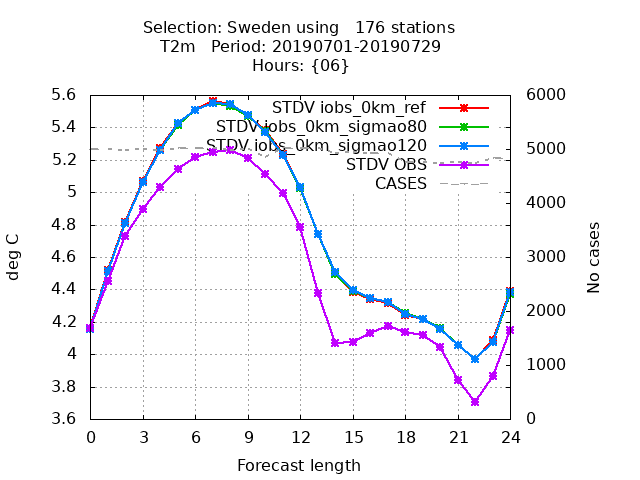 Selection: Sweden using   176 stations
T2m   Period: 20190701-20190729
Hours: {06}
STDV iobs_0km_ref
STDV iobs_0km_sigmao80
STDV iobs_0km_sigmao120
STDV OBS
CASES
5.6
5.4
5.2
5
4.8
4.6
4.4
4.2
4
3.8
3.6
deg C
6000
5000
4000
3000
2000
1000
0
No cases
0 3 6 9 12 15 18 21 24
Forecast length